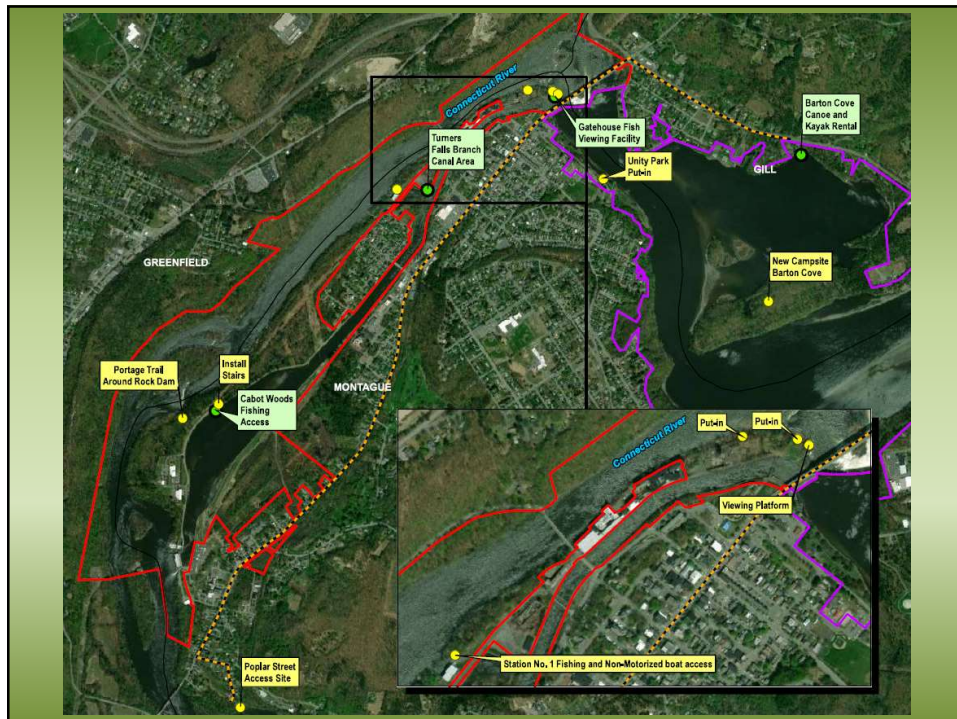 Connecticut River
Barton Cove
Canoe and
Kayak Rental
Turners
Falls Branch
Canal Area
Gatehouse Fish
Viewing Facility
Unity Park
Put-in
GILL
GREENFIELD
New Campsite
Barton Cove
Portage Trail
Around Rock Dam
Install
Stairs
Cabot Woods
Fishing
Access
MONTAGUE
Connecticut River
Put-in
Put-in
Viewing Platform
Station No. 1 Fishing and Non-Motorized boat access
Poplar Street
Access Site